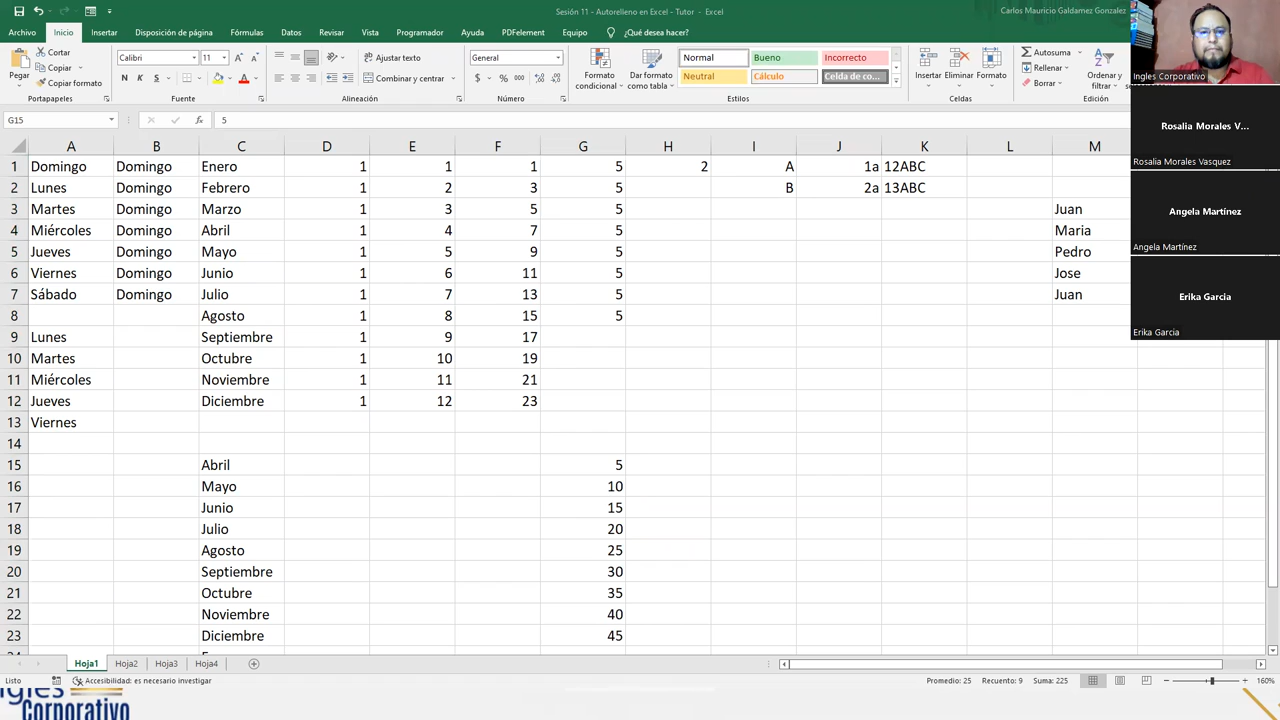 Sesión 11 - Autorelleno en Excel - Tutor - Excel
Carlos Mauricio Galdamez Gonzalez
Archivo Inicio Insertar Disposición de página Fórmulas Datos Revisar Vista Programador Ayuda PDFelement Equipo ¿Qué desea hacer?
Pegar
Cortar
Copiar
Copiar formato
Portapapeles
Calibri 11
N K S
Fuente
Ajustar texto
Combinar y centrar
Alineación
General
$ % 000
Número
Formato condicional
Dar formato como tabla
Normal Bueno Incorrecto
Neutral Cálculo Celda de co...
Estilos
Insertar Eliminar Formato
Celdas
Autosuma
Rellenar
Borrar
Ordenar y
Edición
Ingles Corporativo
Rosalia Morales V...
Rosalia Morales Vasquez
Angela Martínez
Angela Martínez
Erika Garcia
Erika Garcia
G15 fx 5
A B C D E F G H I J K L M
1 Domingo Domingo Enero 1 1 1 5 2 A 1a 12ABC
2 Lunes Domingo Febrero 1 2 3 5 B 2a 13ABC
3 Martes Domingo Marzo 1 3 5 5 Juan
4 Miércoles Domingo Abril 1 4 7 5 Maria
5 Jueves Domingo Mayo 1 5 9 5 Pedro
6 Viernes Domingo Junio 1 6 11 5 Jose
7 Sábado Domingo Julio 1 7 13 5 Juan
8 Agosto 1 8 15 5
9 Lunes Septiembre 1 9 17
10 Martes Octubre 1 10 19
11 Miércoles Noviembre 1 11 21
12 Jueves Diciembre 1 12 23
13 Viernes
14
15 Abril 5
16 Mayo 10
17 Junio 15
18 Julio 20
19 Agosto 25
20 Septiembre 30
21 Octubre 35
22 Noviembre 40
23 Diciembre 45
Hoja1 Hoja2 Hoja3 Hoja4
Listo Accesibilidad: es necesario investigar Promedio: 25 Recuento: 9 Suma: 225 160%
Ingles
Corporativo